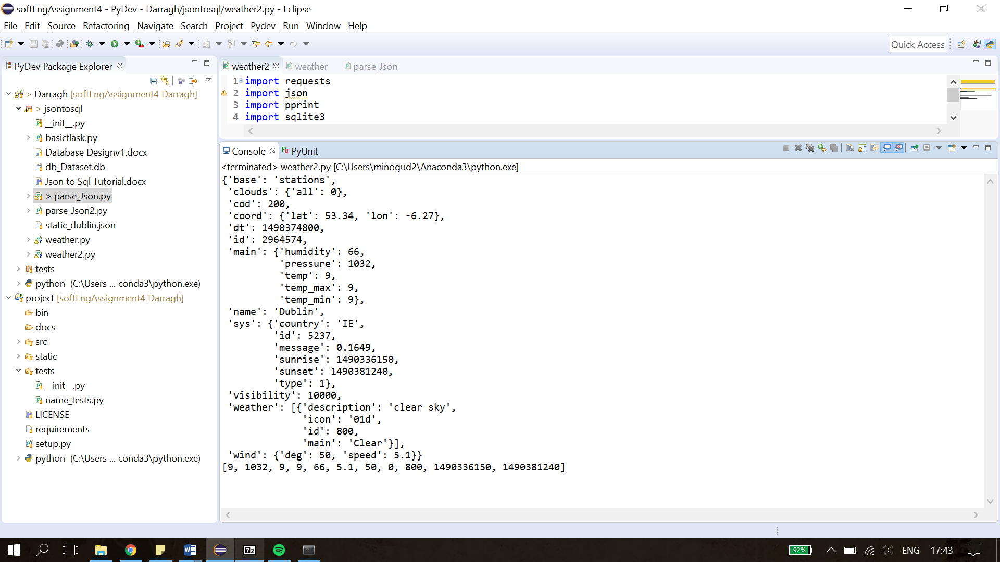 softEngAssignment4 - PyDev - Darragh/jsontosql/weather2.py - Eclipse
File Edit Source Refactoring Navigate Search Project Pydev Run Window Help
Quick Access
PyDev Package Explorer
> Darragh [softEngAssignment4 Darragh]
> jsontosql
__init__.py
basicflask.py
Database Designv1.docx
db_Dataset.db
Json to Sql Tutorial.docx
> parse_Json.py
parse_Json2.py
static_dublin.json
weather.py
weather2.py
tests
python (C:\Users ... conda3\python.exe)
project [softEngAssignment4 Darragh]
bin
docs
src
static
tests
__init__.py
name_tests.py
LICENSE
requirements
setup.py
python (C:\Users ... conda3\python.exe)
weather2 weather parse_Json
1 import requests
2 import json
3 import pprint
4 import sqlite3
Console PyUnit
<terminated> weather2.py [C:\Users\minogud2\Anaconda3\python.exe]
{'base': 'stations',
'clouds': {'all': 0},
'cod': 200,
'coord': {'lat': 53.34, 'lon': -6.27},
'dt': 1490374800,
'id': 2964574,
'main': {'humidity': 66,
'pressure': 1032,
'temp': 9,
'temp_max': 9,
'temp_min': 9},
'name': 'Dublin',
'sys': {'country': 'IE',
'id': 5237,
'message': 0.1649,
'sunrise': 1490336150,
'sunset': 1490381240,
'type': 1},
'visibility': 10000,
'weather': [{'description': 'clear sky',
'icon': '01d',
'id': 800,
'main': 'Clear'}],
'wind': {'deg': 50, 'speed': 5.1}}
[9, 1032, 9, 9, 66, 5.1, 50, 0, 800, 1490336150, 1490381240]
7z
92% ENG 17:43